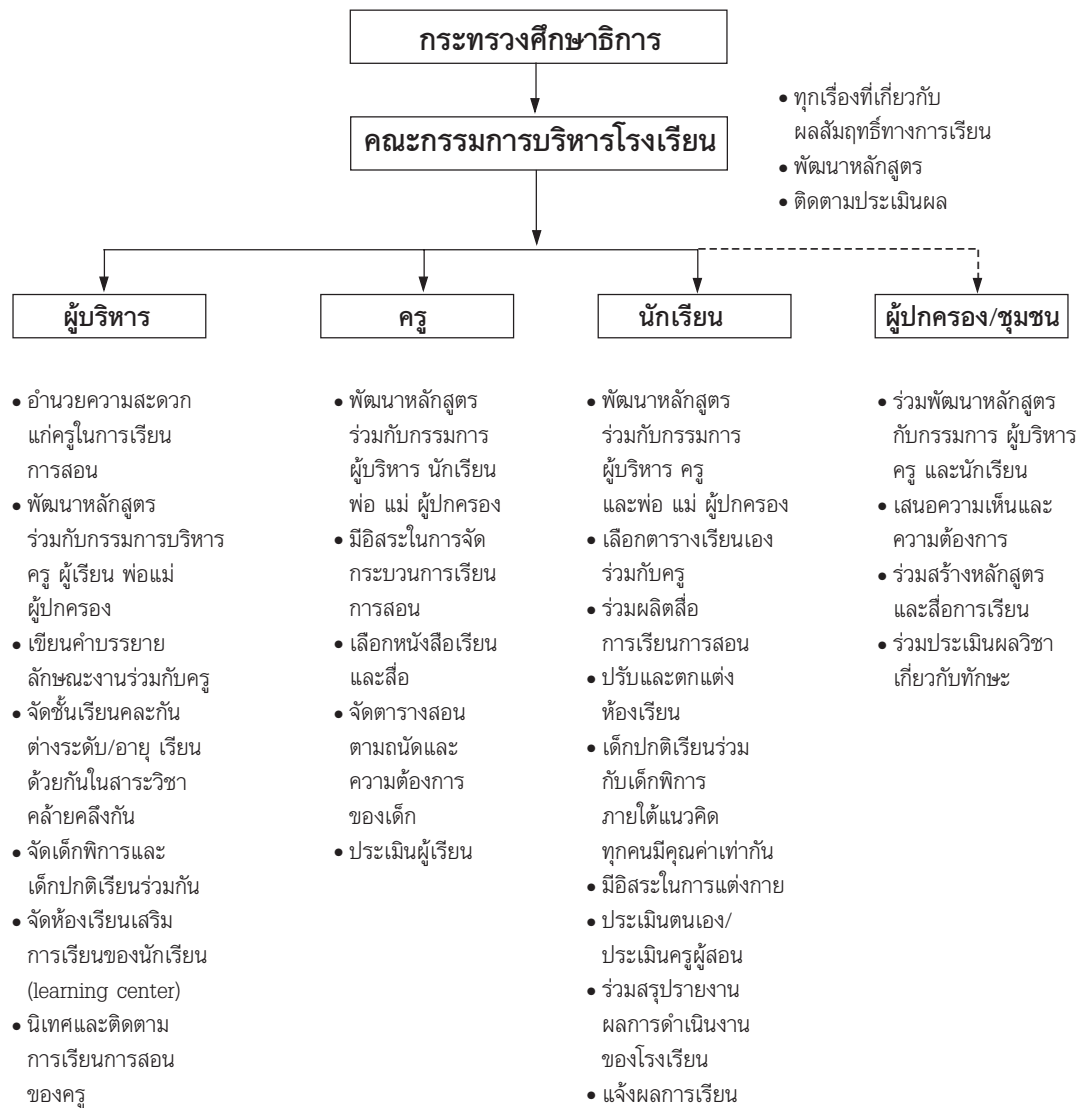 กระทรวงศึกษาธิการ
คณะกรรมการบริหารโรงเรียน
• ทุกเรื่องที่เกี่ยวกับ
ผลสัมฤทธิ์ทางการเรียน
• พัฒนาหลักสูตร
• ติดตามประเมินผล
ผู้บริหาร
• อำนวยความสะดวก
แก่ครูในการเรียน
การสอน
• พัฒนาหลักสูตร
ร่วมกับกรรมการบริหาร
ครู ผู้เรียน พ่อแม่
ผู้ปกครอง
• เขียนคำบรรยาย
ลักษณะงานร่วมกับครู
• จัดชั้นเรียนคละกัน
ต่างระดับ/อายุ เรียน
ด้วยกันในสาระวิชา
คล้ายคลึงกัน
• จัดเด็กพิการและ
เด็กปกติเรียนร่วมกัน
• จัดห้องเรียนเสริม
การเรียนของนักเรียน
(learning center)
• นิเทศและติดตาม
การเรียนการสอน
ของครู
ครู
• พัฒนาหลักสูตร
ร่วมกับกรรมการ
ผู้บริหาร นักเรียน
พ่อ แม่ ผู้ปกครอง
• มีอิสระในการจัด
กระบวนการเรียน
การสอน
• เลือกหนังสือเรียน
และสื่อ
• จัดตารางสอน
ตามถนัดและ
ความต้องการ
ของเด็ก
• ประเมินผู้เรียน
นักเรียน
• พัฒนาหลักสูตร
ร่วมกับกรรมการ
ผู้บริหาร ครู
และพ่อ แม่ ผู้ปกครอง
• เลือกตารางเรียนเอง
ร่วมกับครู
• ร่วมผลิตสื่อ
การเรียนการสอน
• ปรับและตกแต่ง
ห้องเรียน
• เด็กปกติเรียนร่วม
กับเด็กพิการ
ภายใต้แนวคิด
ทุกคนมีคุณค่าเท่ากัน
• มีอิสระในการแต่งกาย
• ประเมินตนเอง/
ประเมินครูผู้สอน
• ร่วมสรุปรายงาน
ผลการดำเนินงาน
ของโรงเรียน
• แจ้งผลการเรียน
ผู้ปกครอง/ชุมชน
• ร่วมพัฒนาหลักสูตร
กับกรรมการ ผู้บริหาร
ครู และนักเรียน
• เสนอความเห็นและ
ความต้องการ
• ร่วมสร้างหลักสูตร
และสื่อการเรียน
• ร่วมประเมินผลวิชา
เกี่ยวกับทักษะ